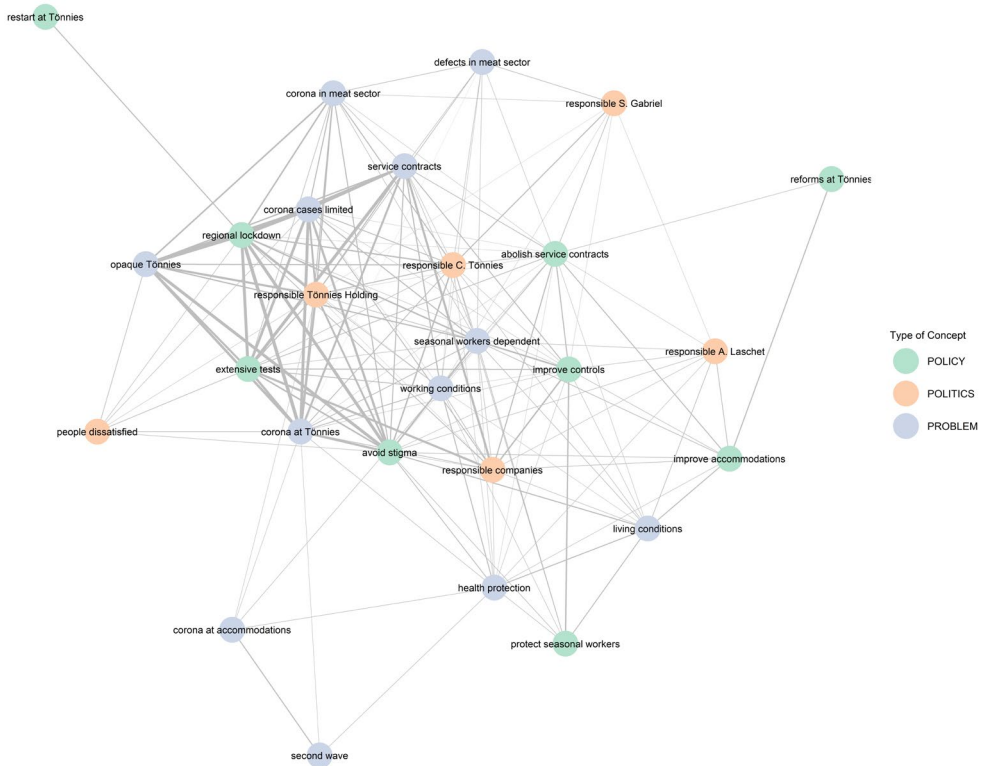 restart at Tönnies
defects in meat sector
corona in meat sector
responsible S. Gabriel
service contracts
reforms at Tönnies
corona cases limited
regional lockdown
abolish service contracts
opaque Tönnies
responsible C. Tönnies
responsible Tönnies Holding
seasonal workers dependent
responsible A. Laschet
extensive tests
improve controls
working conditions
people dissatisfied
corona at Tönnies
avoid stigma
responsible companies
improve accommodations
living conditions
health protection
corona at accommodations
protect seasonal workers
second wave
Type of Concept
POLICY
POLITICS
PROBLEM